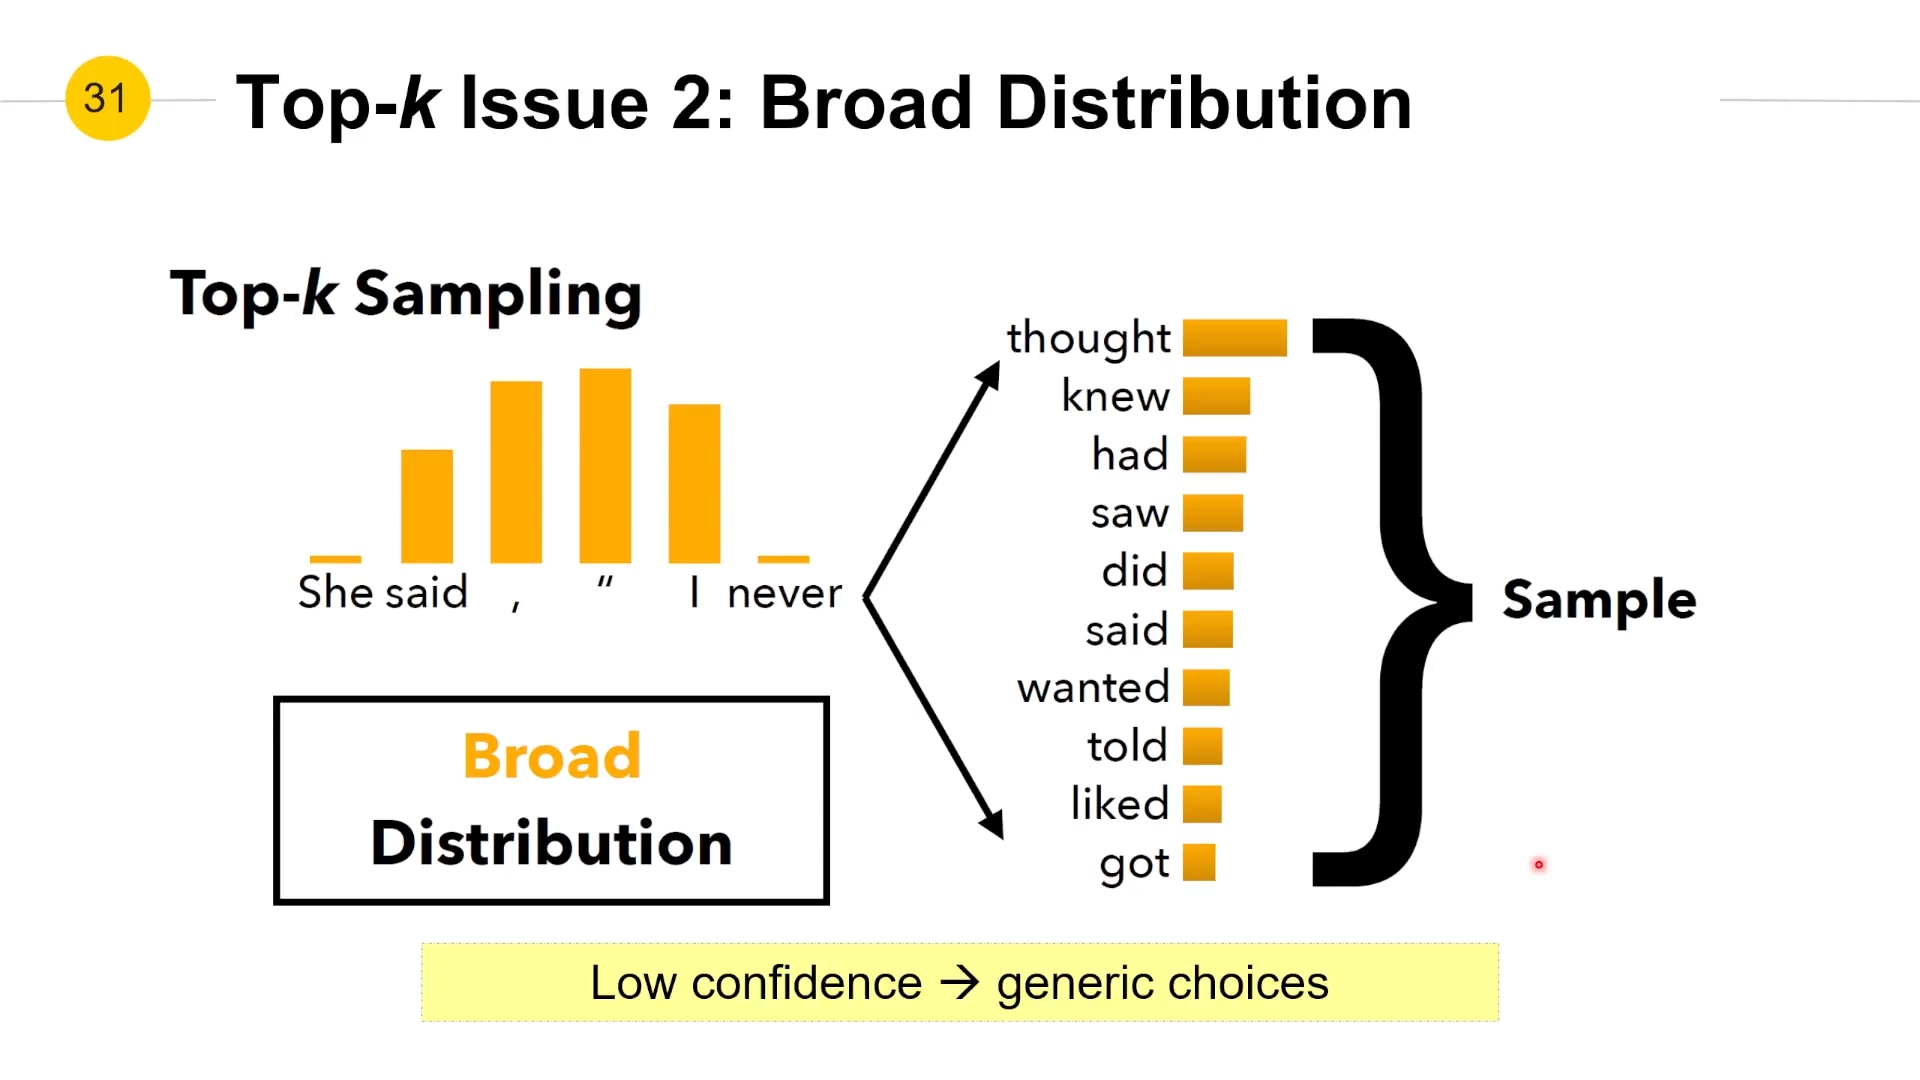 31
Top-k Issue 2: Broad Distribution
Top-k Sampling
She said , “ I never
Broad
Distribution
thought
knew
had
saw
did
said
wanted
told
liked
got
Sample
Low confidence → generic choices